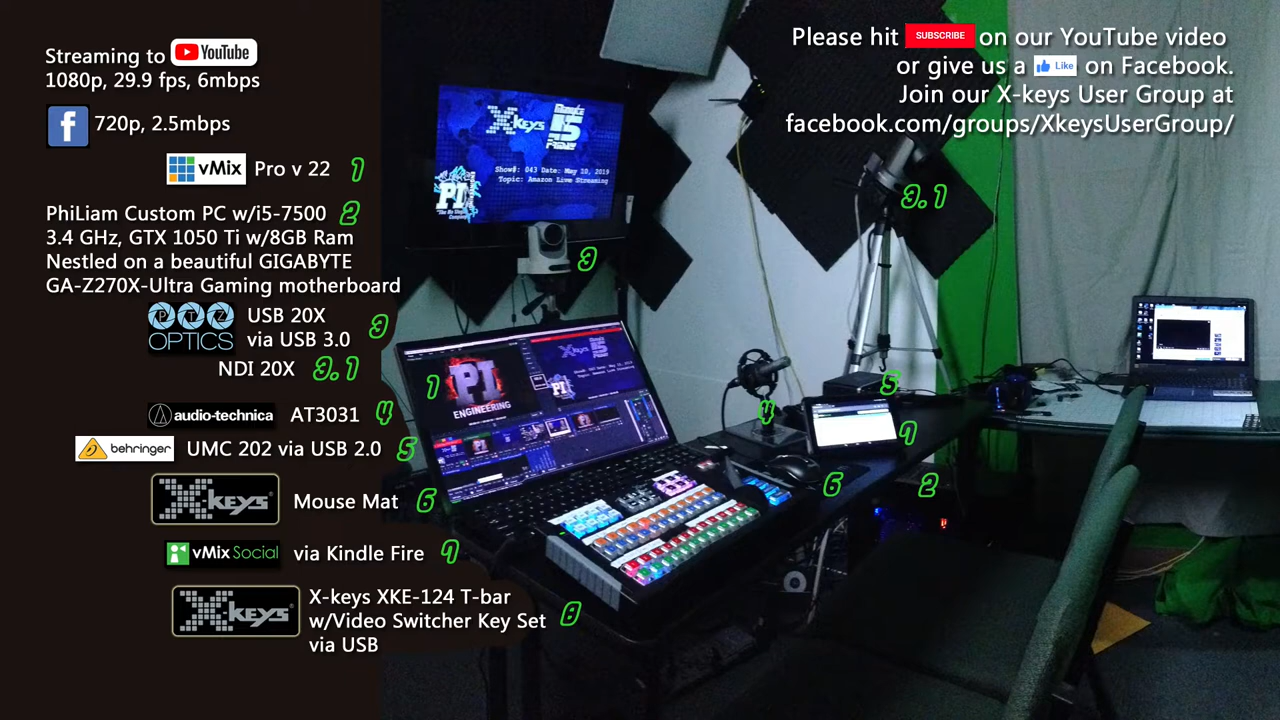 Streaming to YouTube
1080p, 29.9 fps, 6mbps
f 720p, 2.5mbps
vMix Pro v 22 1
PhiLiam Custom PC w/i5-7500 2
3.4 GHz, GTX 1050 Ti w/8GB Ram
Nestled on a beautiful GIGABYTE
GA-Z270X-Ultra Gaming motherboard
PTZ OPTICS USB 20X
via USB 3.0 3
NDI 20X 3.1
audio-technica AT3031 4
behringer UMC 202 via USB 2.0 5
X-keys® Mouse Mat 6
vMix Social via Kindle Fire 7
X-keys® X-keys XKE-124 T-bar
w/Video Switcher Key Set 8
via USB
Please hit SUBSCRIBE on our YouTube video
or give us a Like on Facebook.
Join our X-keys User Group at
facebook.com/groups/XkeysUserGroup/
X-keys
15
Show#: 043 Date: May 10, 2019
Topic: Amazon Live Streaming
PI
3
3.1
1
PI
ENGINEERING
X-keys
4
5
7
6
2